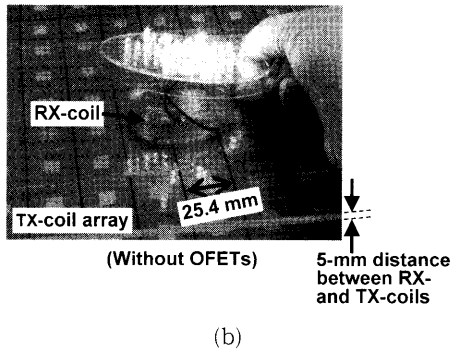 RX-coil
25.4 mm
TX-coil array
(Without OFETs)
5-mm distance
between RX-
and TX-coils
(b)